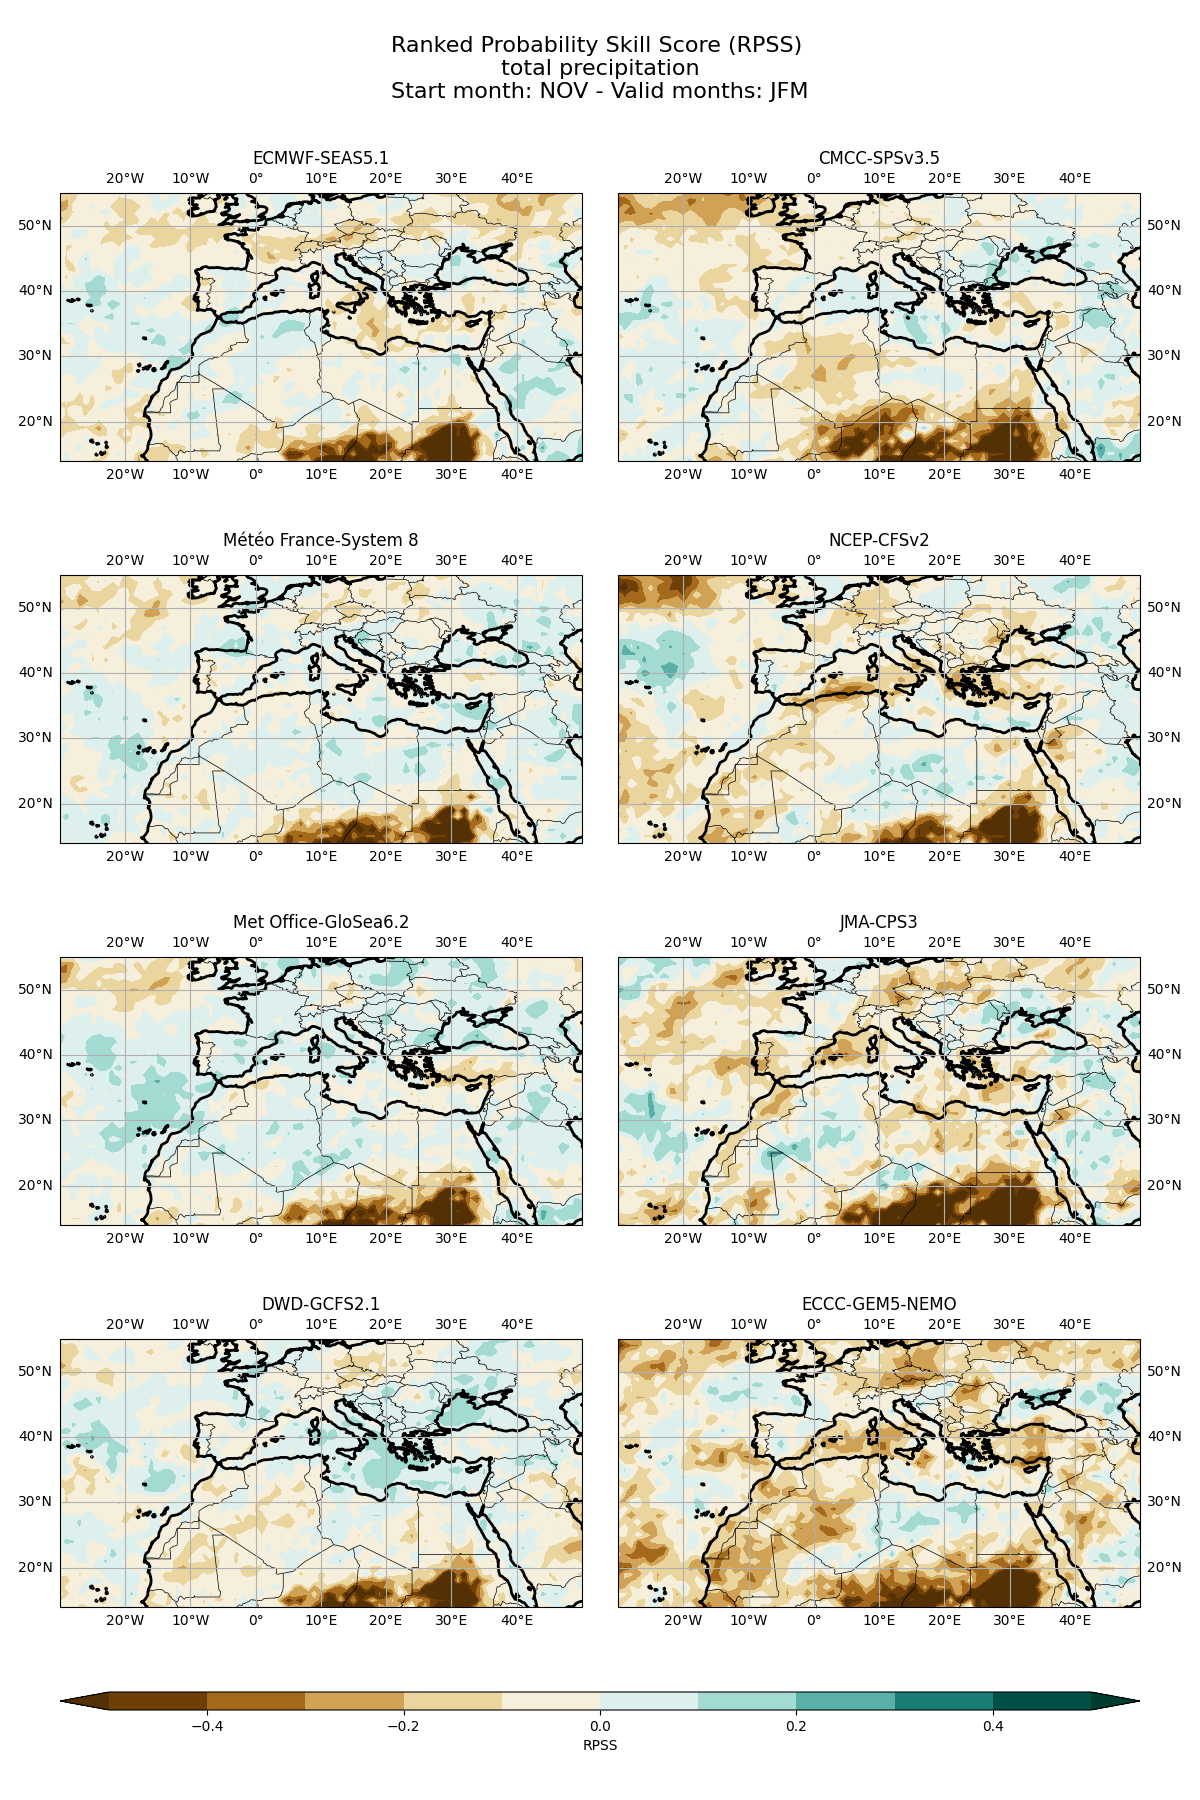 Ranked Probability Skill Score (RPSS)
total precipitation
Start month: NOV - Valid months: JFM
ECMWF-SEAS5.1
20°W 10°W 0° 10°E 20°E 30°E 40°E
50°N
40°N
30°N
20°N
20°W 10°W 0° 10°E 20°E 30°E 40°E
CMCC-SPSv3.5
20°W 10°W 0° 10°E 20°E 30°E 40°E
50°N
40°N
30°N
20°N
20°W 10°W 0° 10°E 20°E 30°E 40°E
Météo France-System 8
20°W 10°W 0° 10°E 20°E 30°E 40°E
50°N
40°N
30°N
20°N
20°W 10°W 0° 10°E 20°E 30°E 40°E
NCEP-CFSv2
20°W 10°W 0° 10°E 20°E 30°E 40°E
50°N
40°N
30°N
20°N
20°W 10°W 0° 10°E 20°E 30°E 40°E
Met Office-GloSea6.2
20°W 10°W 0° 10°E 20°E 30°E 40°E
50°N
40°N
30°N
20°N
20°W 10°W 0° 10°E 20°E 30°E 40°E
JMA-CPS3
20°W 10°W 0° 10°E 20°E 30°E 40°E
50°N
40°N
30°N
20°N
20°W 10°W 0° 10°E 20°E 30°E 40°E
DWD-GCFS2.1
20°W 10°W 0° 10°E 20°E 30°E 40°E
50°N
40°N
30°N
20°N
20°W 10°W 0° 10°E 20°E 30°E 40°E
ECCC-GEM5-NEMO
20°W 10°W 0° 10°E 20°E 30°E 40°E
50°N
40°N
30°N
20°N
20°W 10°W 0° 10°E 20°E 30°E 40°E
−0.4 −0.2 0.0 0.2 0.4
RPSS